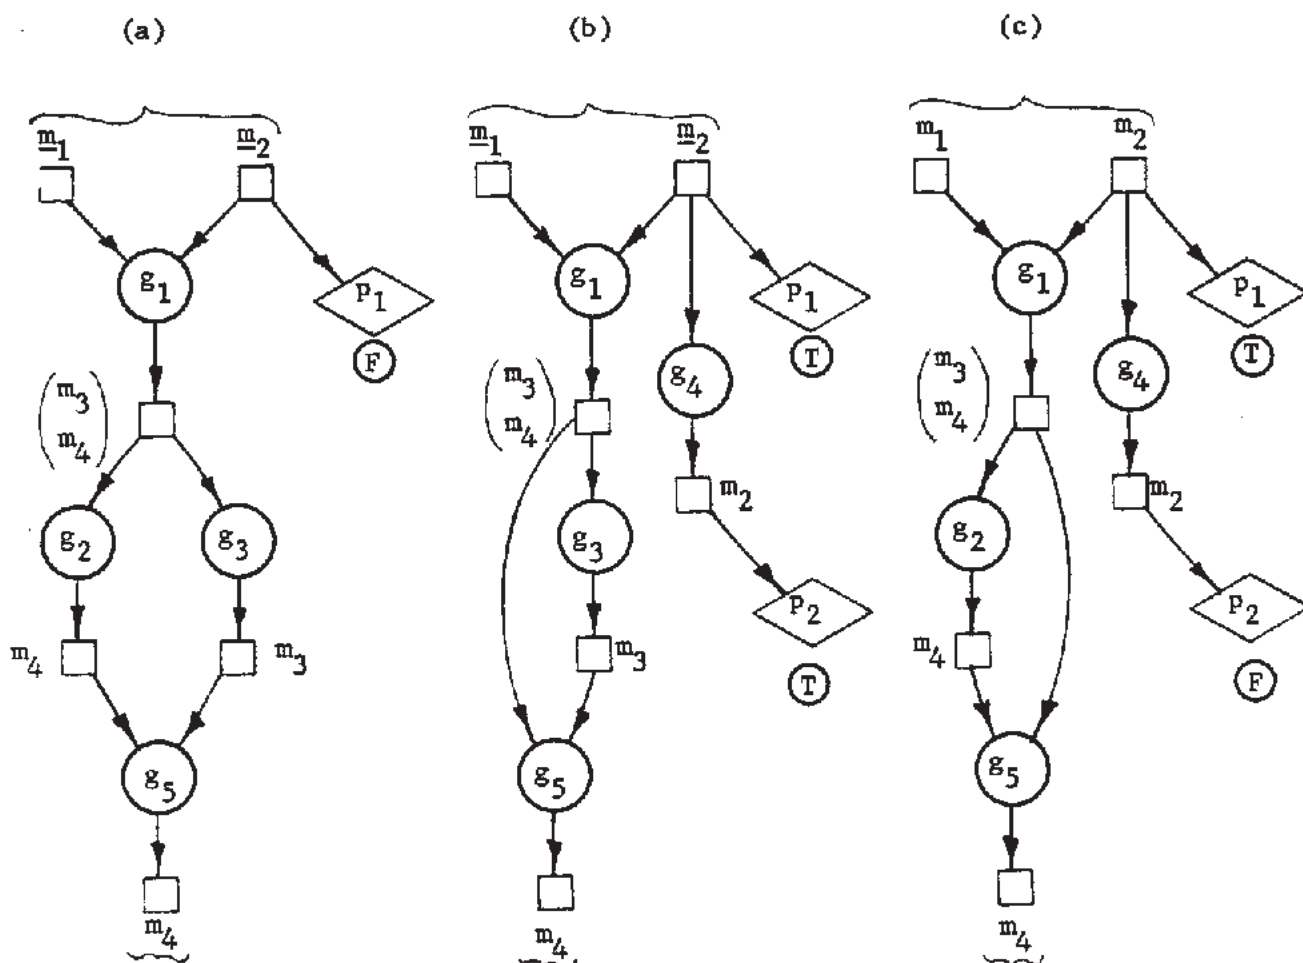 (a) (b) (c)
m1 m2 m1 m2 m1 m2
g1 p1 g1 p1 g1 p1
F T T
m3 m3 m3
m4 m4 m4
g4 g4
m2 m2
g2 g3 g3 g2
p2 p2
m4 m3 m3 m4
T F
g5 g5 g5
m4 m4 m4